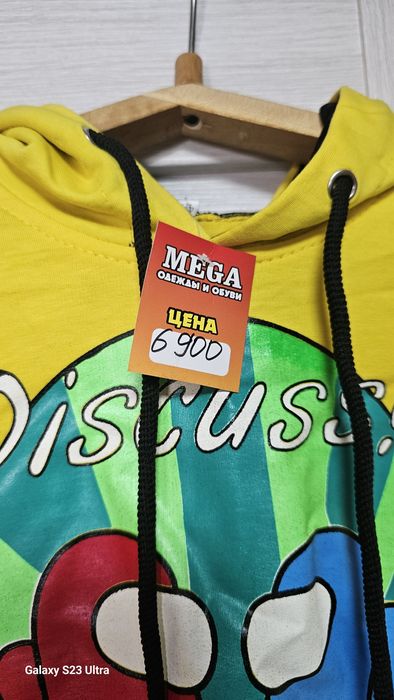 MEGA
ОДЕЖДЫ И ОБУВИ
ЦЕНА
6 900
Discuss
Galaxy S23 Ultra